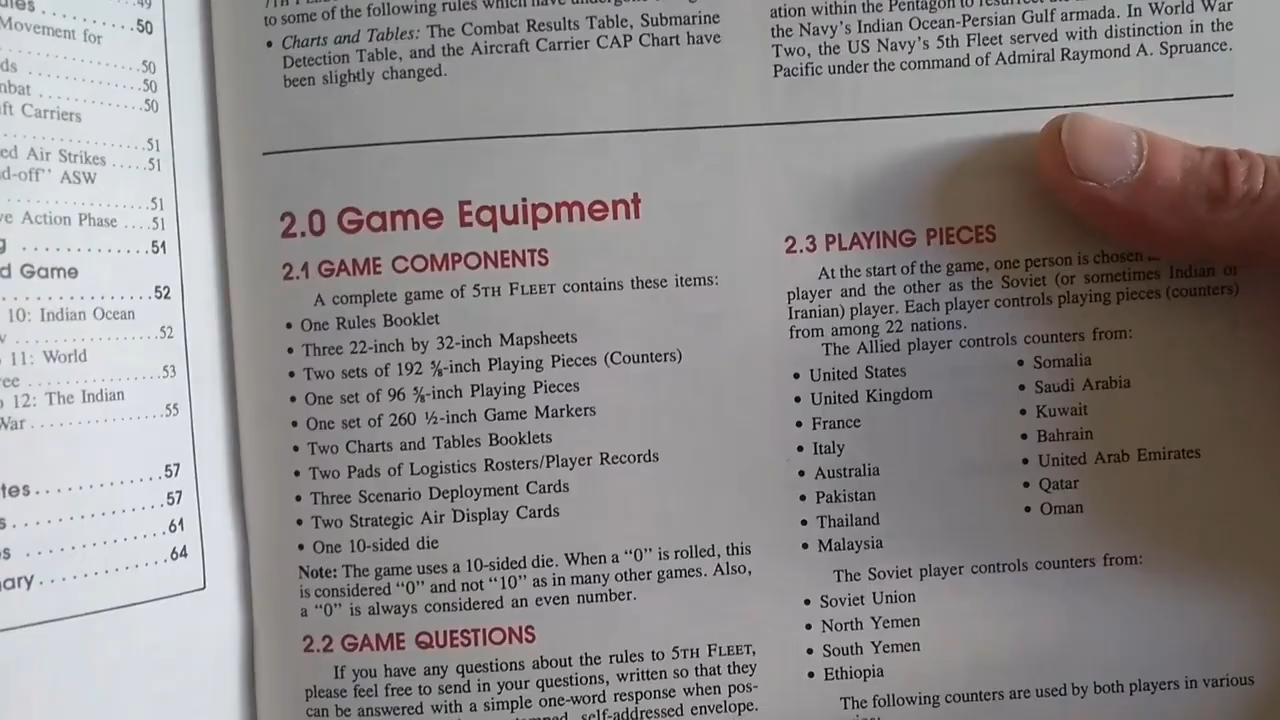 49
50
Movement for
ds .....50
nbat .....50
.....50
ft Carriers
.....51
ed Air Strikes .....51
d-off" ASW
.....51
ve Action Phase ....51
g .............51
d Game
..............52
10: Indian Ocean
.....52
11: World
ree .....53
12: The Indian
War .....55
tes..............57
s..............57
s ..............61
ary..............64
to some of the following rules which have
• Charts and Tables: The Combat Results Table, Submarine
Detection Table, and the Aircraft Carrier CAP Chart have
been slightly changed.
ation within the Pentagon to
the Navy's Indian Ocean-Persian Gulf armada. In World War
Two, the US Navy's 5th Fleet served with distinction in the
Pacific under the command of Admiral Raymond A. Spruance.
2.0 Game Equipment
2.1 GAME COMPONENTS
A complete game of 5TH FLEET contains these items:
• One Rules Booklet
• Three 22-inch by 32-inch Mapsheets
• Two sets of 192 ⅝-inch Playing Pieces (Counters)
• One set of 96 ⅝-inch Playing Pieces
• One set of 260 ½-inch Game Markers
• Two Charts and Tables Booklets
• Two Pads of Logistics Rosters/Player Records
• Three Scenario Deployment Cards
• Two Strategic Air Display Cards
• One 10-sided die
Note: The game uses a 10-sided die. When a "0" is rolled, this
is considered "0" and not "10" as in many other games. Also,
a "0" is always considered an even number.
2.2 GAME QUESTIONS
If you have any questions about the rules to 5TH FLEET,
please feel free to send in your questions, written so that they
can be answered with a simple one-word response when pos-
self-addressed envelope.
2.3 PLAYING PIECES
At the start of the game, one person is chosen
player and the other as the Soviet (or sometimes Indian or
Iranian) player. Each player controls playing pieces (counters)
from among 22 nations.
The Allied player controls counters from:
• United States
• United Kingdom
• France
• Italy
• Australia
• Pakistan
• Thailand
• Malaysia
• Somalia
• Saudi Arabia
• Kuwait
• Bahrain
• United Arab Emirates
• Qatar
• Oman
The Soviet player controls counters from:
• Soviet Union
• North Yemen
• South Yemen
• Ethiopia
The following counters are used by both players in various